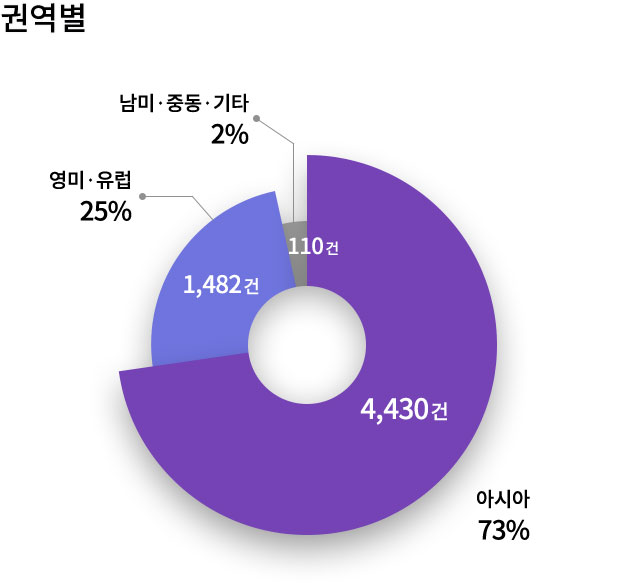 권역별
남미·중동·기타
2%
영미·유럽
25%
110건
1,482건
4,430건
아시아
73%